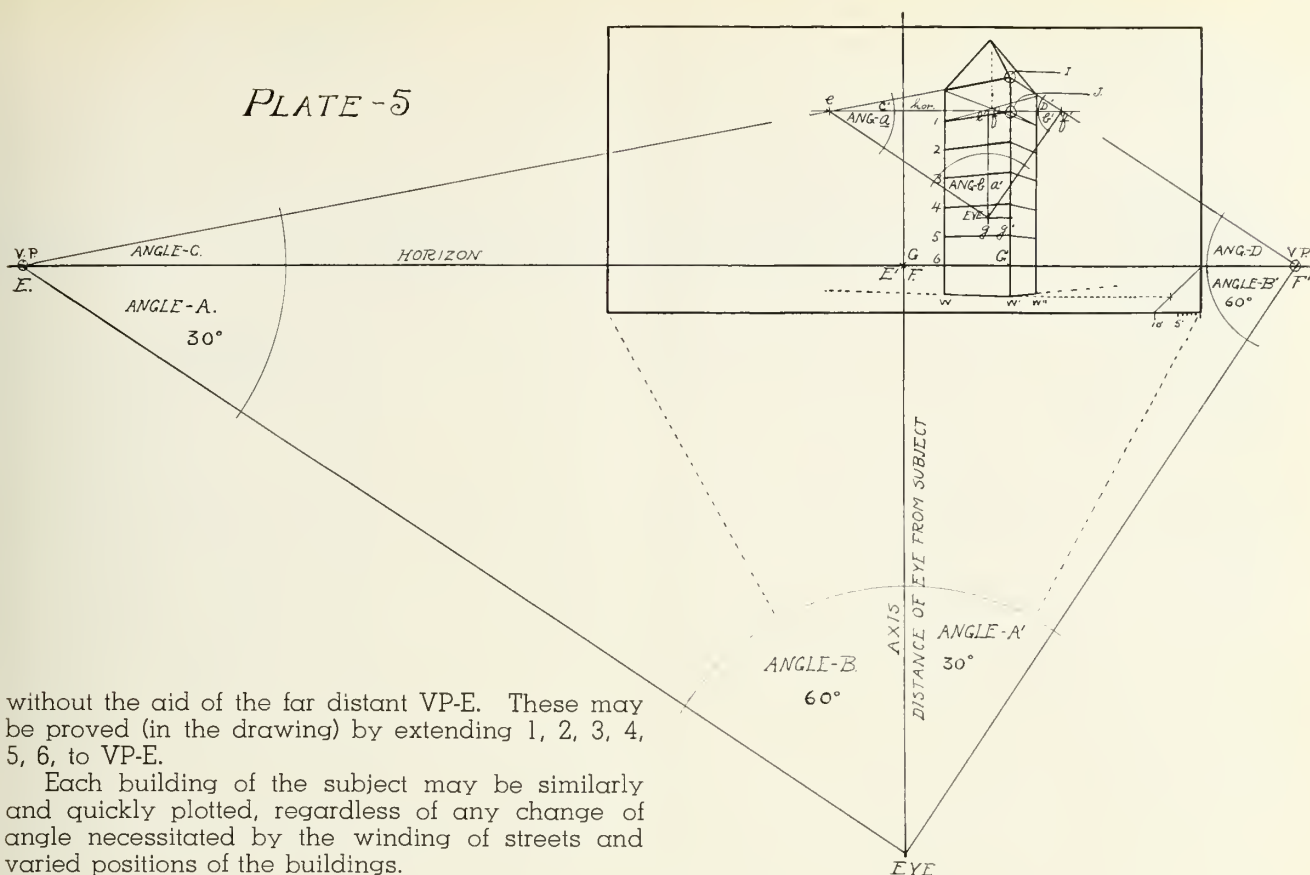 PLATE-5
I
J.
e
C'
hor.
D'
ANG-a
1
f
b'
f
2
3
ANG-b
a'
4
EYE
g
g'
5
V.P.
ANGLE-C.
HORIZON
G
6
G
ANG-D
V.P.
E.
E'
F.
ANGLE-B'
F'
60°
ANGLE-A.
30°
W
W'
W"
10
5
AXIS
DISTANCE OF EYE FROM SUBJECT
ANGLE-B.
60°
ANGLE-A'
30°
EYE
without the aid of the far distant VP-E. These may
be proved (in the drawing) by extending 1, 2, 3, 4,
5, 6, to VP-E.
Each building of the subject may be similarly
and quickly plotted, regardless of any change of
angle necessitated by the winding of streets and
varied positions of the buildings.